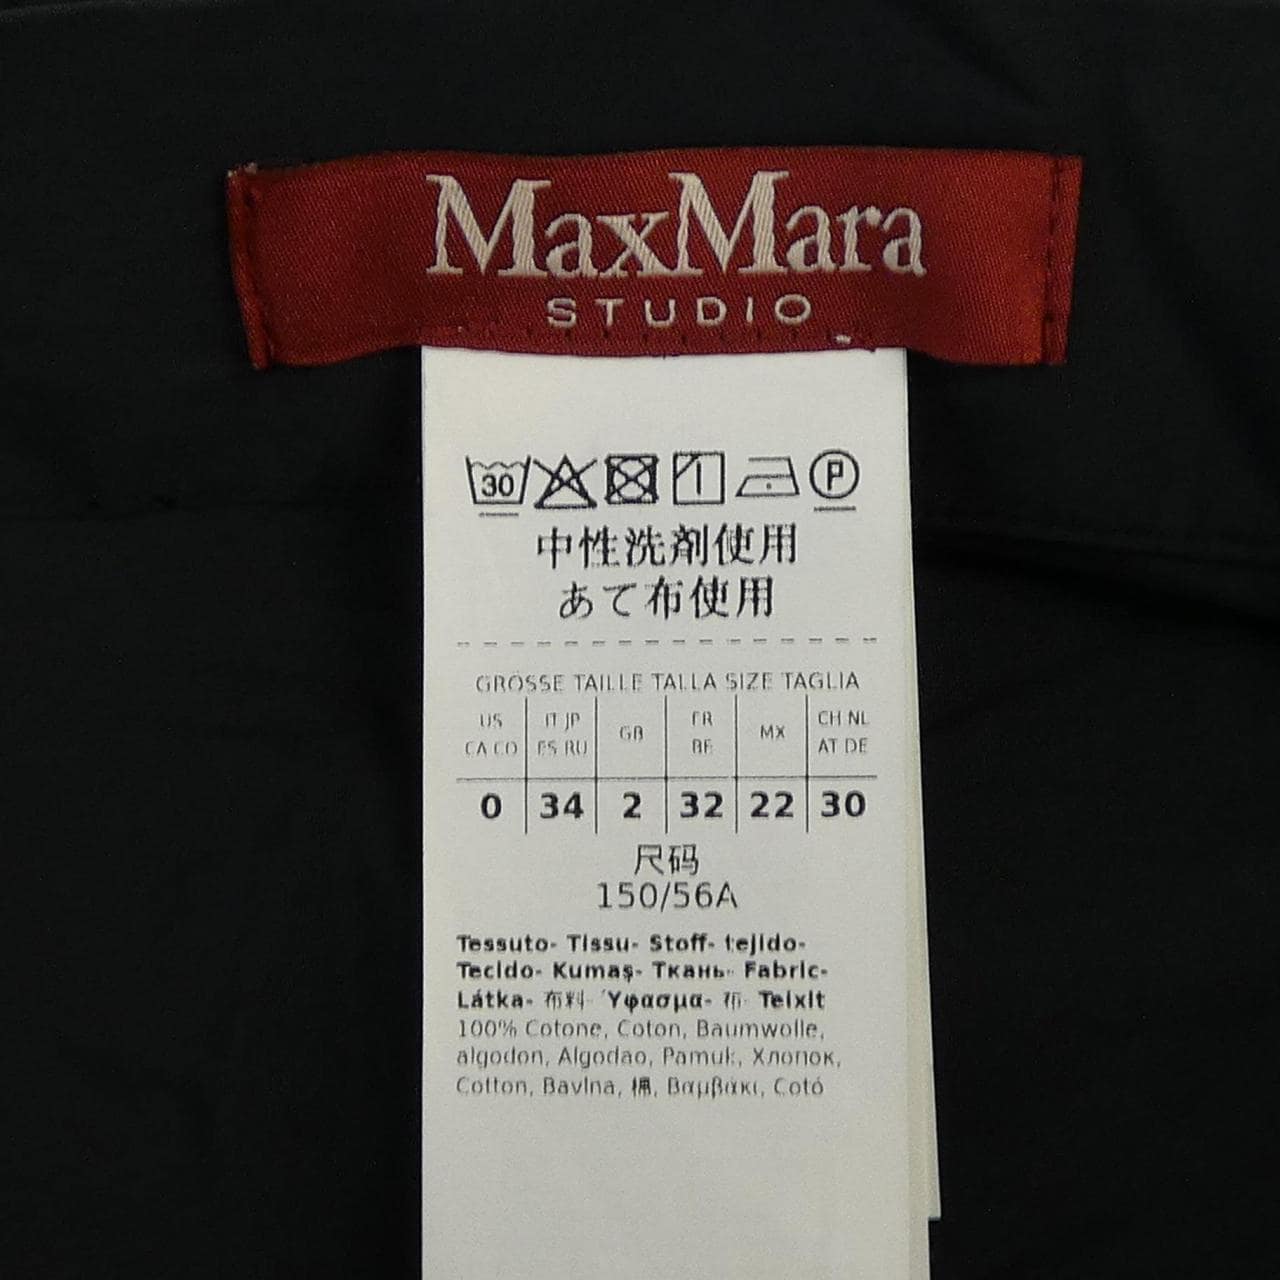 MaxMara
STUDIO
30 P
中性洗剤使用
あて布使用
GRÖSSE TAILLE TALLA SIZE TAGLIA
US IT JP GB FR MX CH NL
CA CO ES RU BE AT DE
0 34 2 32 22 30
尺码
150/56A
Tessuto- Tissu- Stoff- tejido-
Tecido- Kumaş- Ткань- Fabric-
Látka- 布料- Ύφασμα- 布- Teixit
100% Cotone, Coton, Baumwolle,
algodon, Algodao, Pamuk, Хлопок,
Cotton, Bavlna, 棉, Βαμβάκι, Cotó